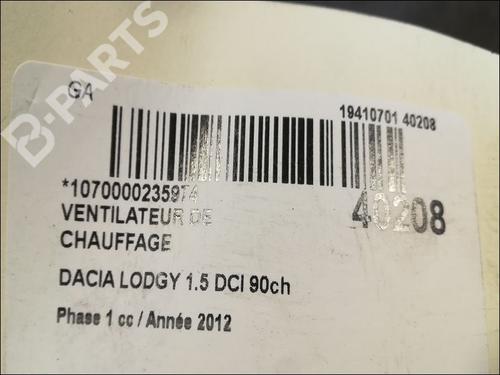 B-PARTS
GA
19410701 40208
*1070000235974
40208
VENTILATEUR DE
CHAUFFAGE
DACIA LODGY 1.5 DCI 90ch
Phase 1 cc / Année 2012